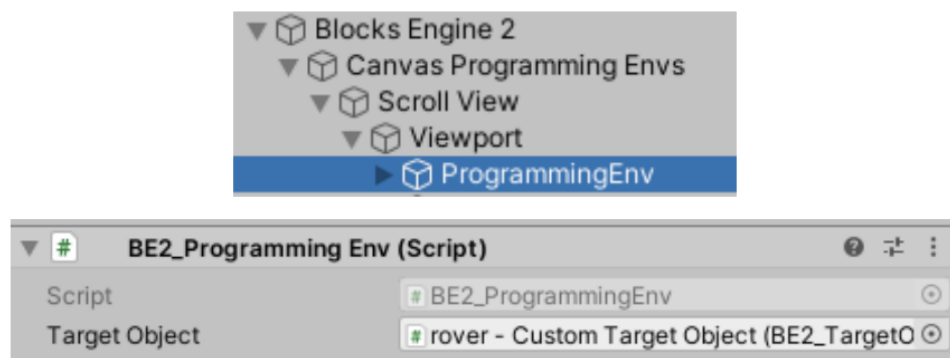 Blocks Engine 2
Canvas Programming Envs
Scroll View
Viewport
ProgrammingEnv
# BE2_Programming Env (Script)
Script # BE2_ProgrammingEnv
Target Object # rover - Custom Target Object (BE2_TargetO